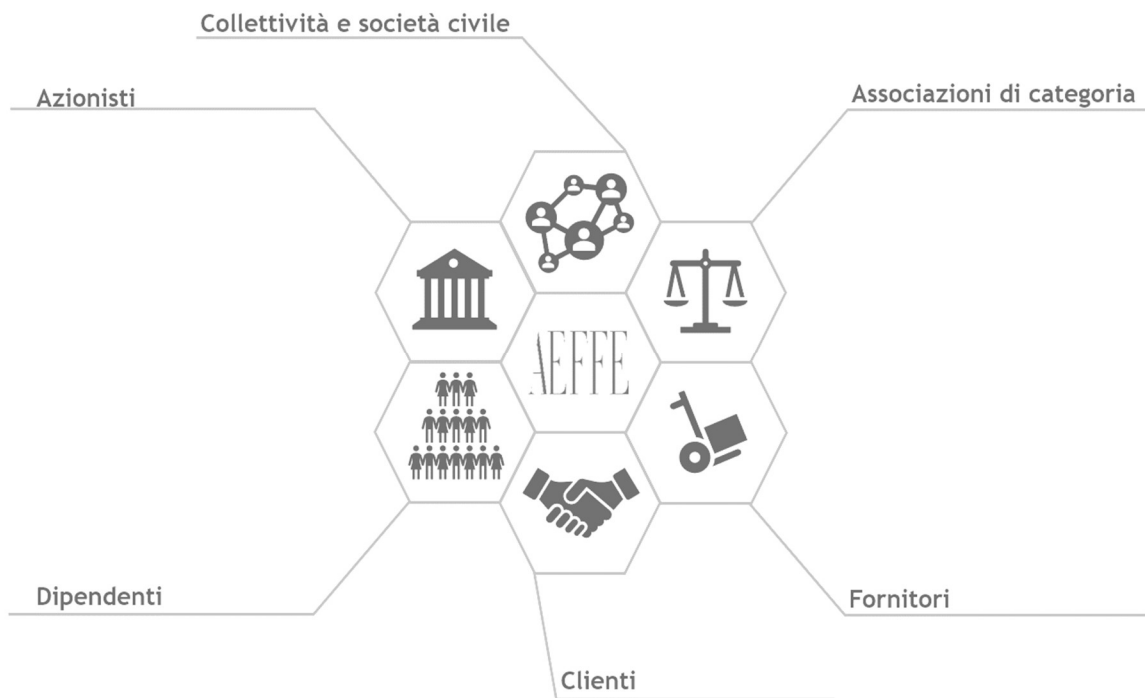 Collettività e società civile
Azionisti
Associazioni di categoria
AEFFE
Dipendenti
Fornitori
Clienti